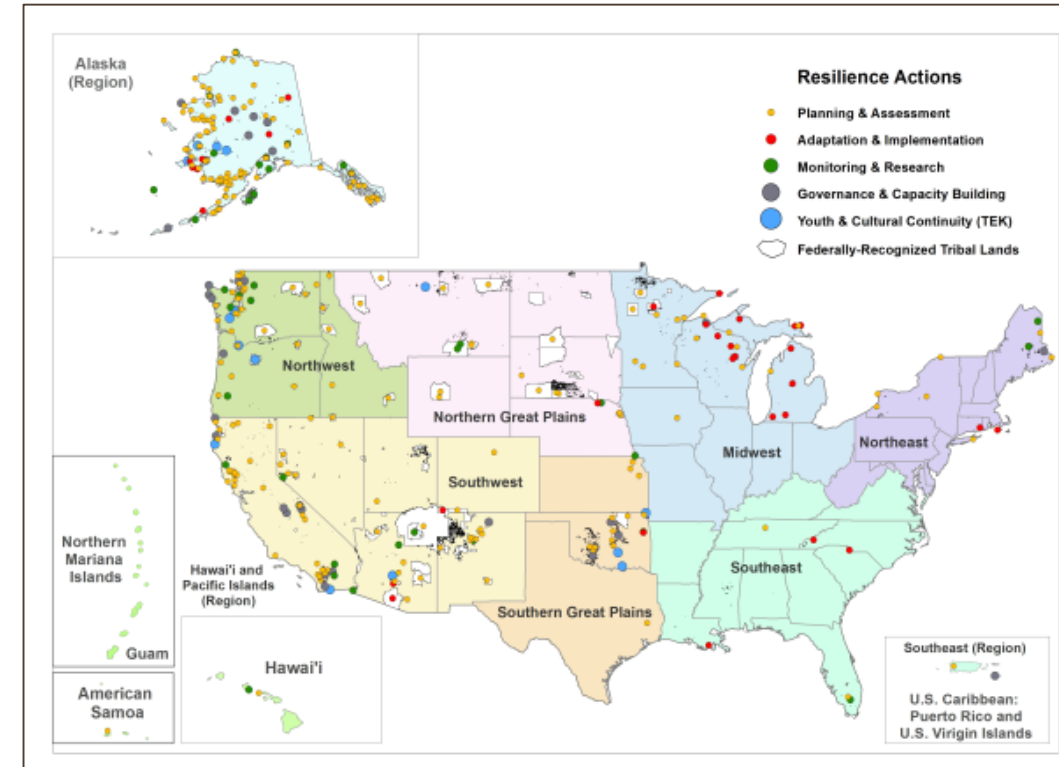 Alaska
(Region)
Resilience Actions
Planning & Assessment
Adaptation & Implementation
Monitoring & Research
Governance & Capacity Building
Youth & Cultural Continuity (TEK)
Federally-Recognized Tribal Lands
Northwest
Northern Great Plains
Midwest
Northeast
Southwest
Southeast
Southern Great Plains
Northern
Mariana
Islands
Guam
Hawai'i and
Pacific Islands
(Region)
Hawai'i
American
Samoa
Southeast (Region)
U.S. Caribbean:
Puerto Rico and
U.S. Virigin Islands